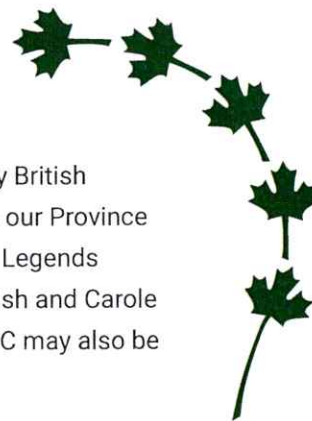 y British
our Province
Legends
sh and Carole
C may also be